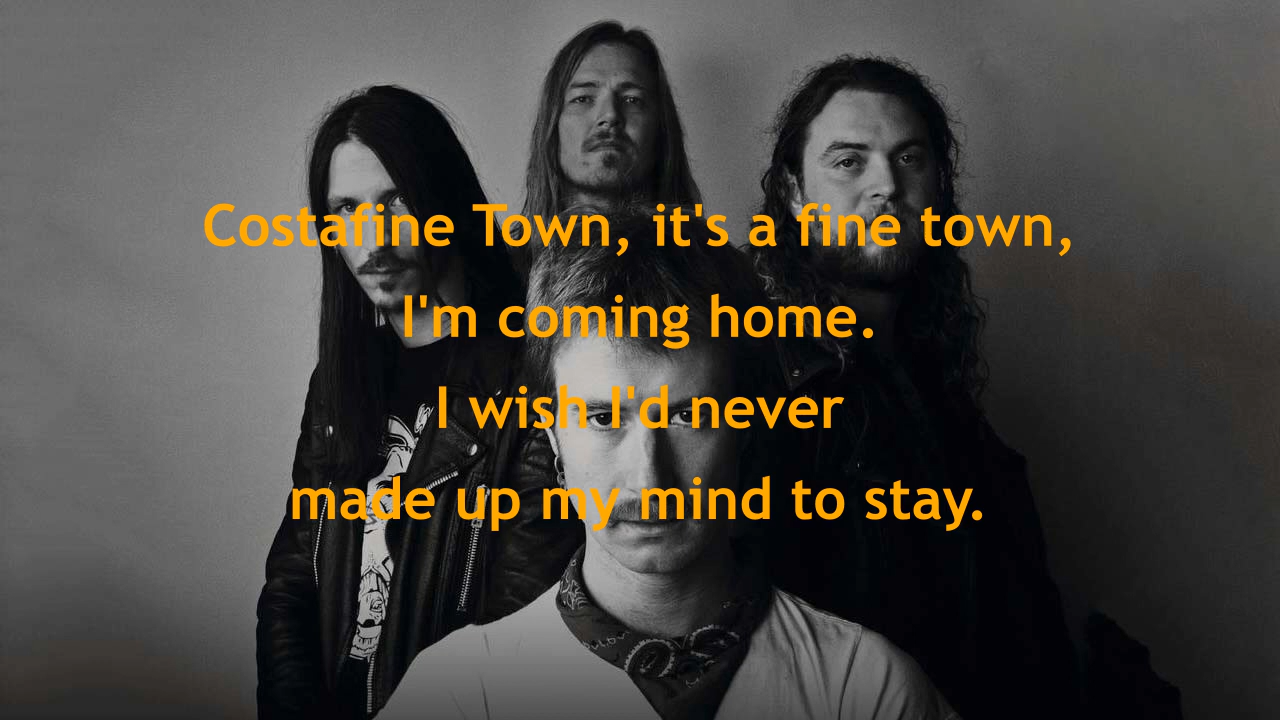 Costafine Town, it's a fine town,
I'm coming home.
I wish I'd never
made up my mind to stay.